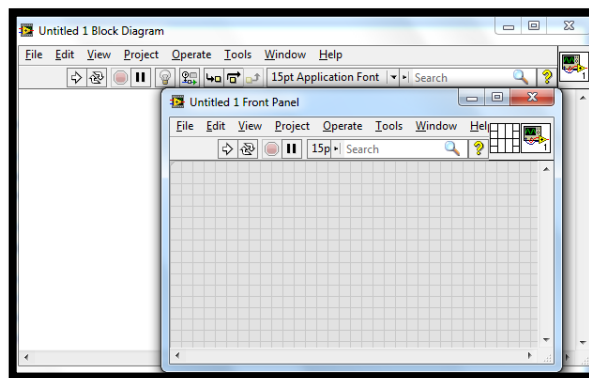 Untitled 1 Block Diagram
File Edit View Project Operate Tools Window Help
15pt Application Font Search ? 1
Untitled 1 Front Panel
File Edit View Project Operate Tools Window Help
15p Search ? 1